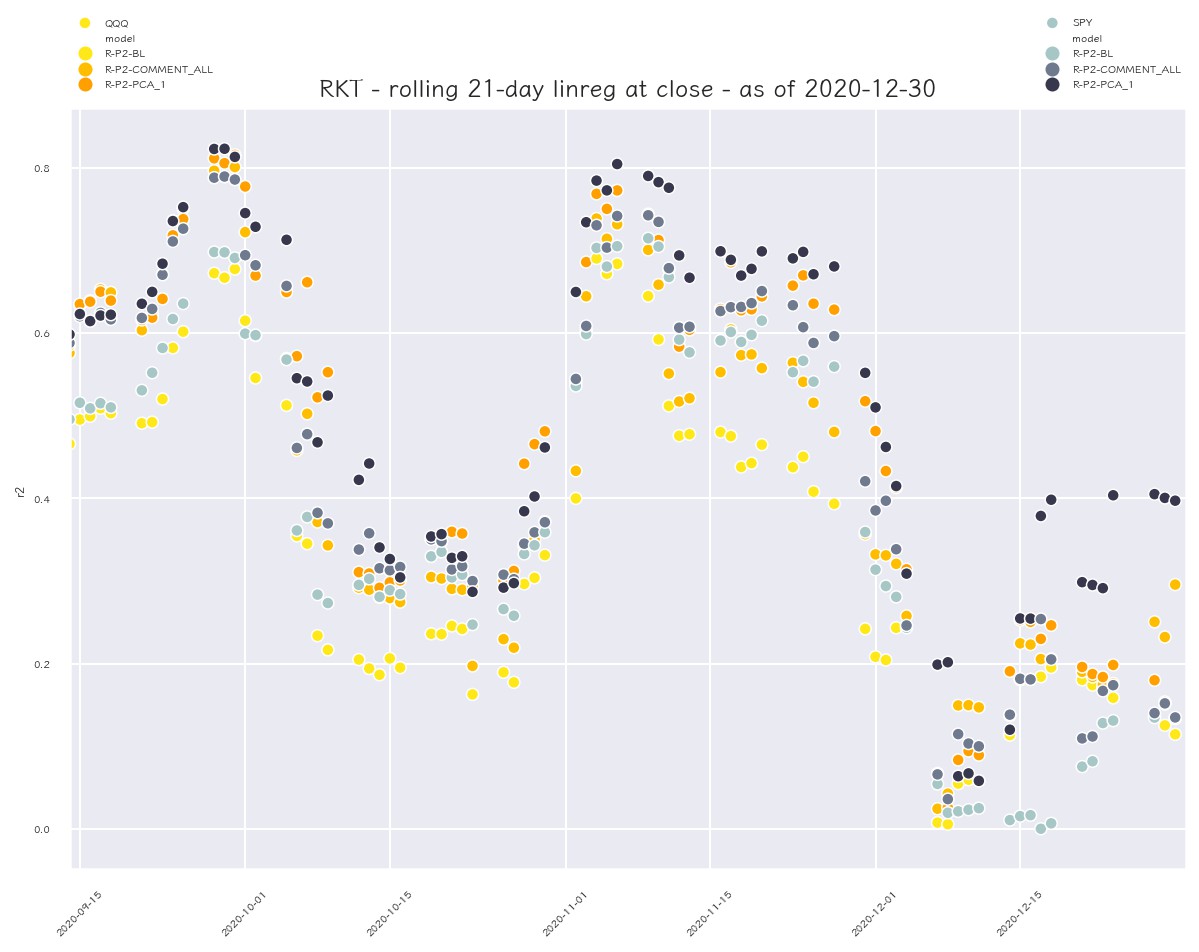 QQQ
model
R-P2-BL
R-P2-COMMENT_ALL
R-P2-PCA_1
SPY
model
R-P2-BL
R-P2-COMMENT_ALL
R-P2-PCA_1
RKT - rolling 21-day linreg at close - as of 2020-12-30
r2
0.8
0.6
0.4
0.2
0.0
2020-09-15
2020-10-01
2020-10-15
2020-11-01
2020-11-15
2020-12-01
2020-12-15